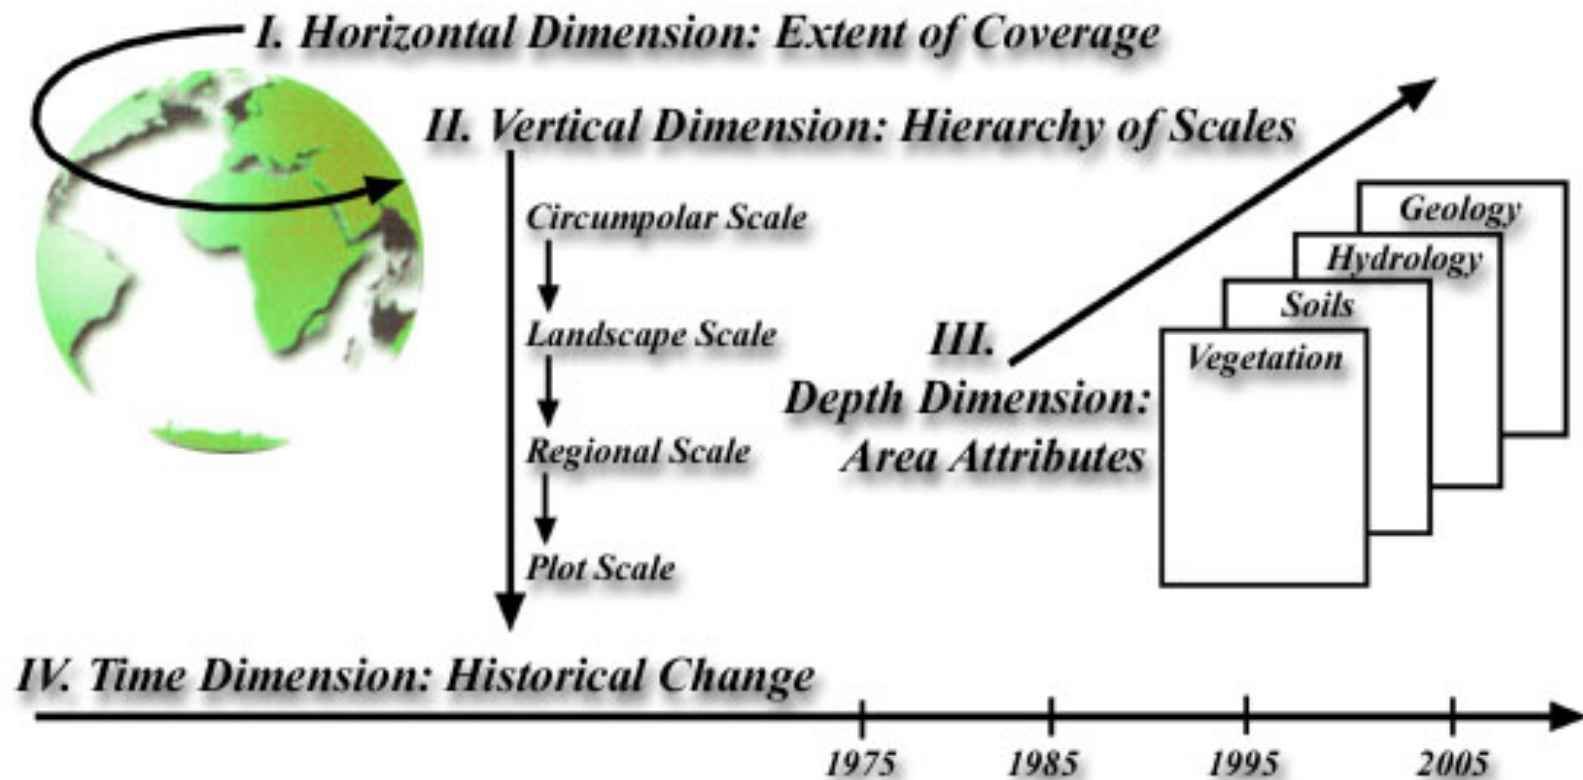 I. Horizontal Dimension: Extent of Coverage
II. Vertical Dimension: Hierarchy of Scales
Circumpolar Scale
Landscape Scale
Regional Scale
Plot Scale
III.
Depth Dimension:
Area Attributes
Geology
Hydrology
Soils
Vegetation
IV. Time Dimension: Historical Change
1975 1985 1995 2005